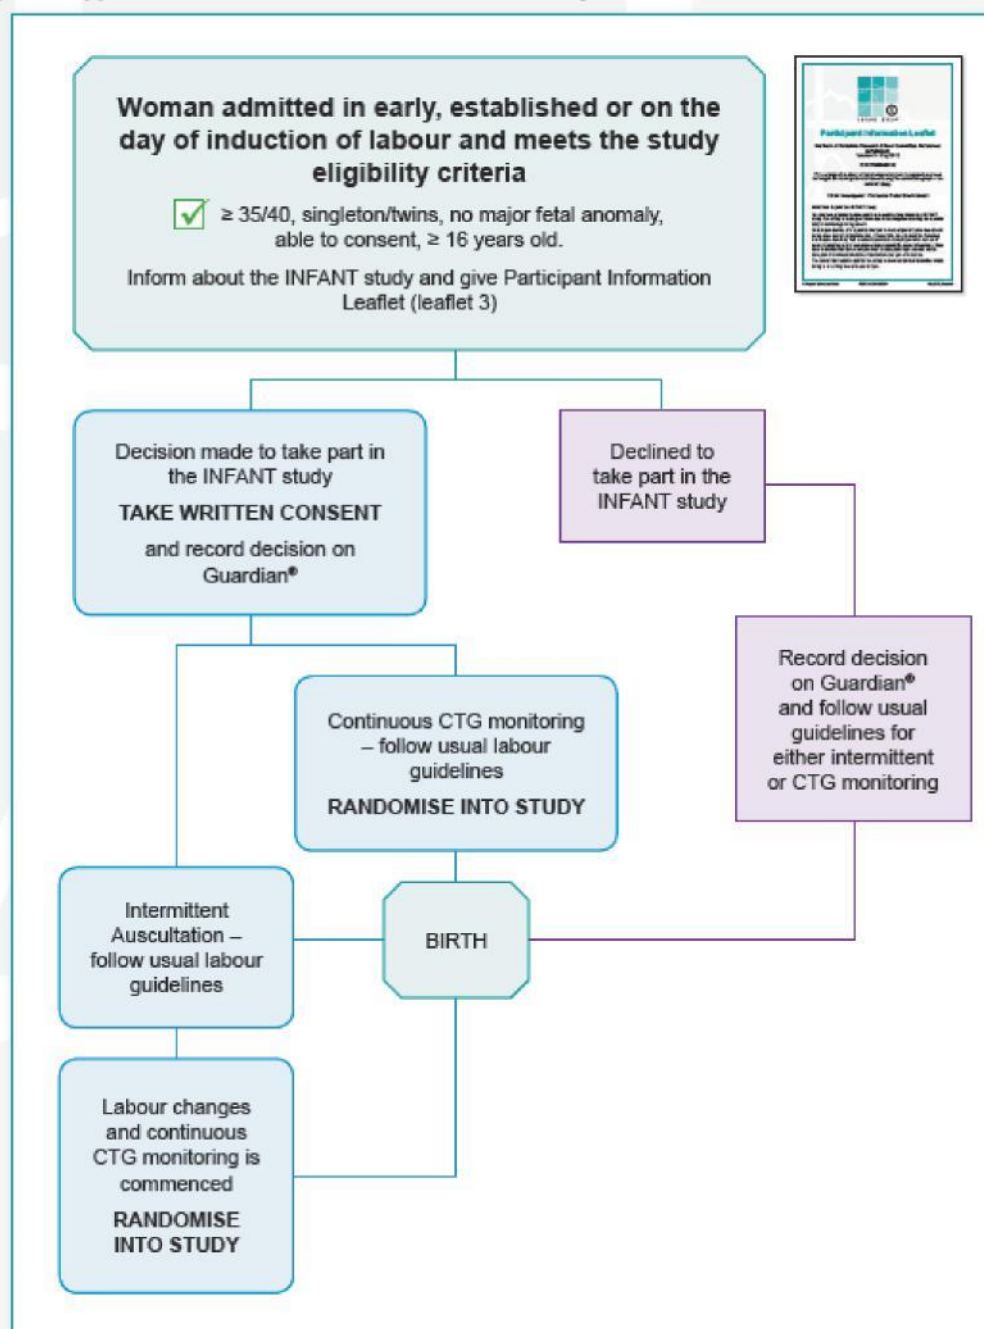 Woman admitted in early, established or on the
day of induction of labour and meets the study
eligibility criteria
≥ 35/40, singleton/twins, no major fetal anomaly,
able to consent, ≥ 16 years old.
Inform about the INFANT study and give Participant Information
Leaflet (leaflet 3)
Participant Information Leaflet
Decision made to take part in
the INFANT study
TAKE WRITTEN CONSENT
and record decision on
Guardian®
Declined to
take part in the
INFANT study
Record decision
on Guardian®
and follow usual
guidelines for
either intermittent
or CTG monitoring
Continuous CTG monitoring
– follow usual labour
guidelines
RANDOMISE INTO STUDY
Intermittent
Auscultation –
follow usual labour
guidelines
BIRTH
Labour changes
and continuous
CTG monitoring is
commenced
RANDOMISE
INTO STUDY